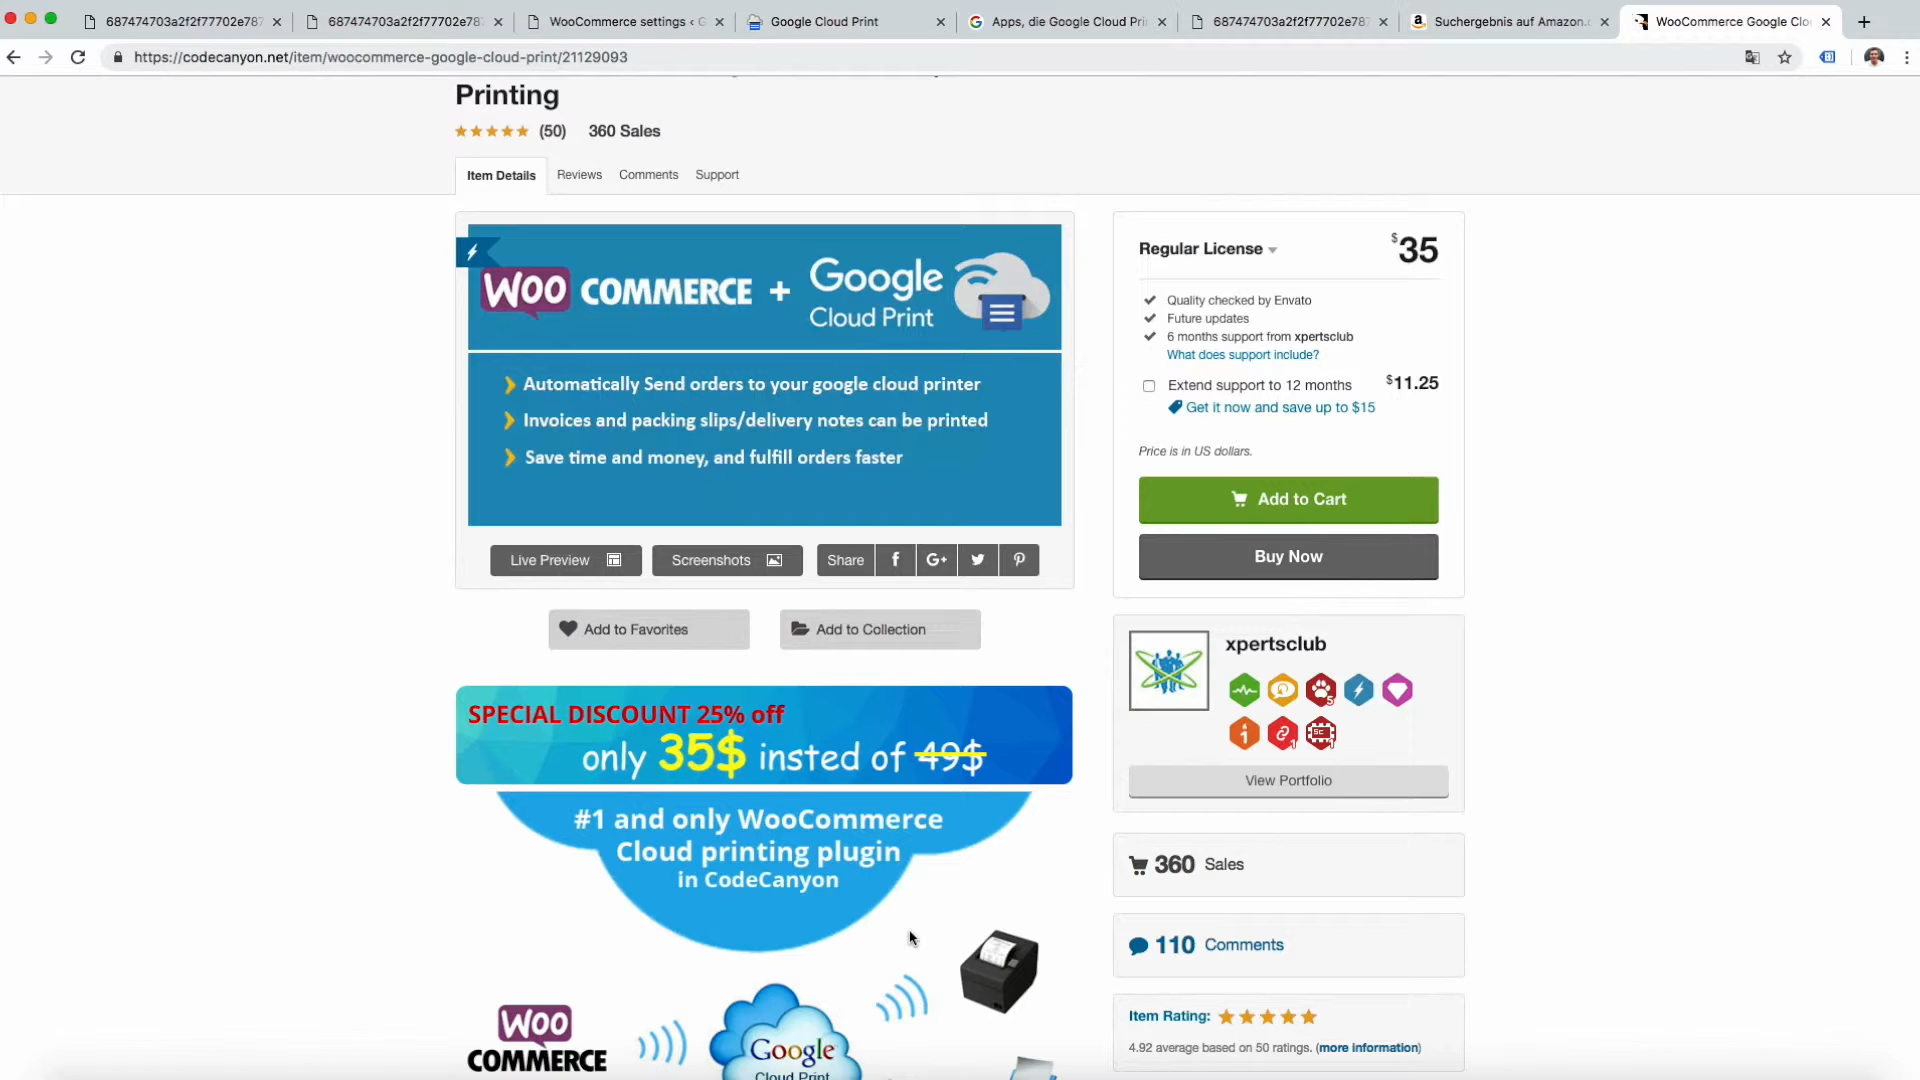 687474703a2f2f77702e787
687474703a2f2f77702e787
WooCommerce settings ‹ G
Google Cloud Print
Apps, die Google Cloud Pri
687474703a2f2f77702e787
Suchergebnis auf Amazon.
WooCommerce Google Clo
https://codecanyon.net/item/woocommerce-google-cloud-print/21129093
Printing
(50) 360 Sales
Item Details Reviews Comments Support
WOO COMMERCE + Google
Cloud Print
Automatically Send orders to your google cloud printer
Invoices and packing slips/delivery notes can be printed
Save time and money, and fulfill orders faster
Live Preview Screenshots Share f G+
Add to Favorites Add to Collection
SPECIAL DISCOUNT 25% off
only 35$ insted of 49$
#1 and only WooCommerce
Cloud printing plugin
in CodeCanyon
WOO
COMMERCE
Google
Cloud Print
Regular License $35
Quality checked by Envato
Future updates
6 months support from xpertsclub
What does support include?
Extend support to 12 months $11.25
Get it now and save up to $15
Price is in US dollars.
Add to Cart
Buy Now
xpertsclub
View Portfolio
360 Sales
110 Comments
Item Rating:
4.92 average based on 50 ratings. (more information)